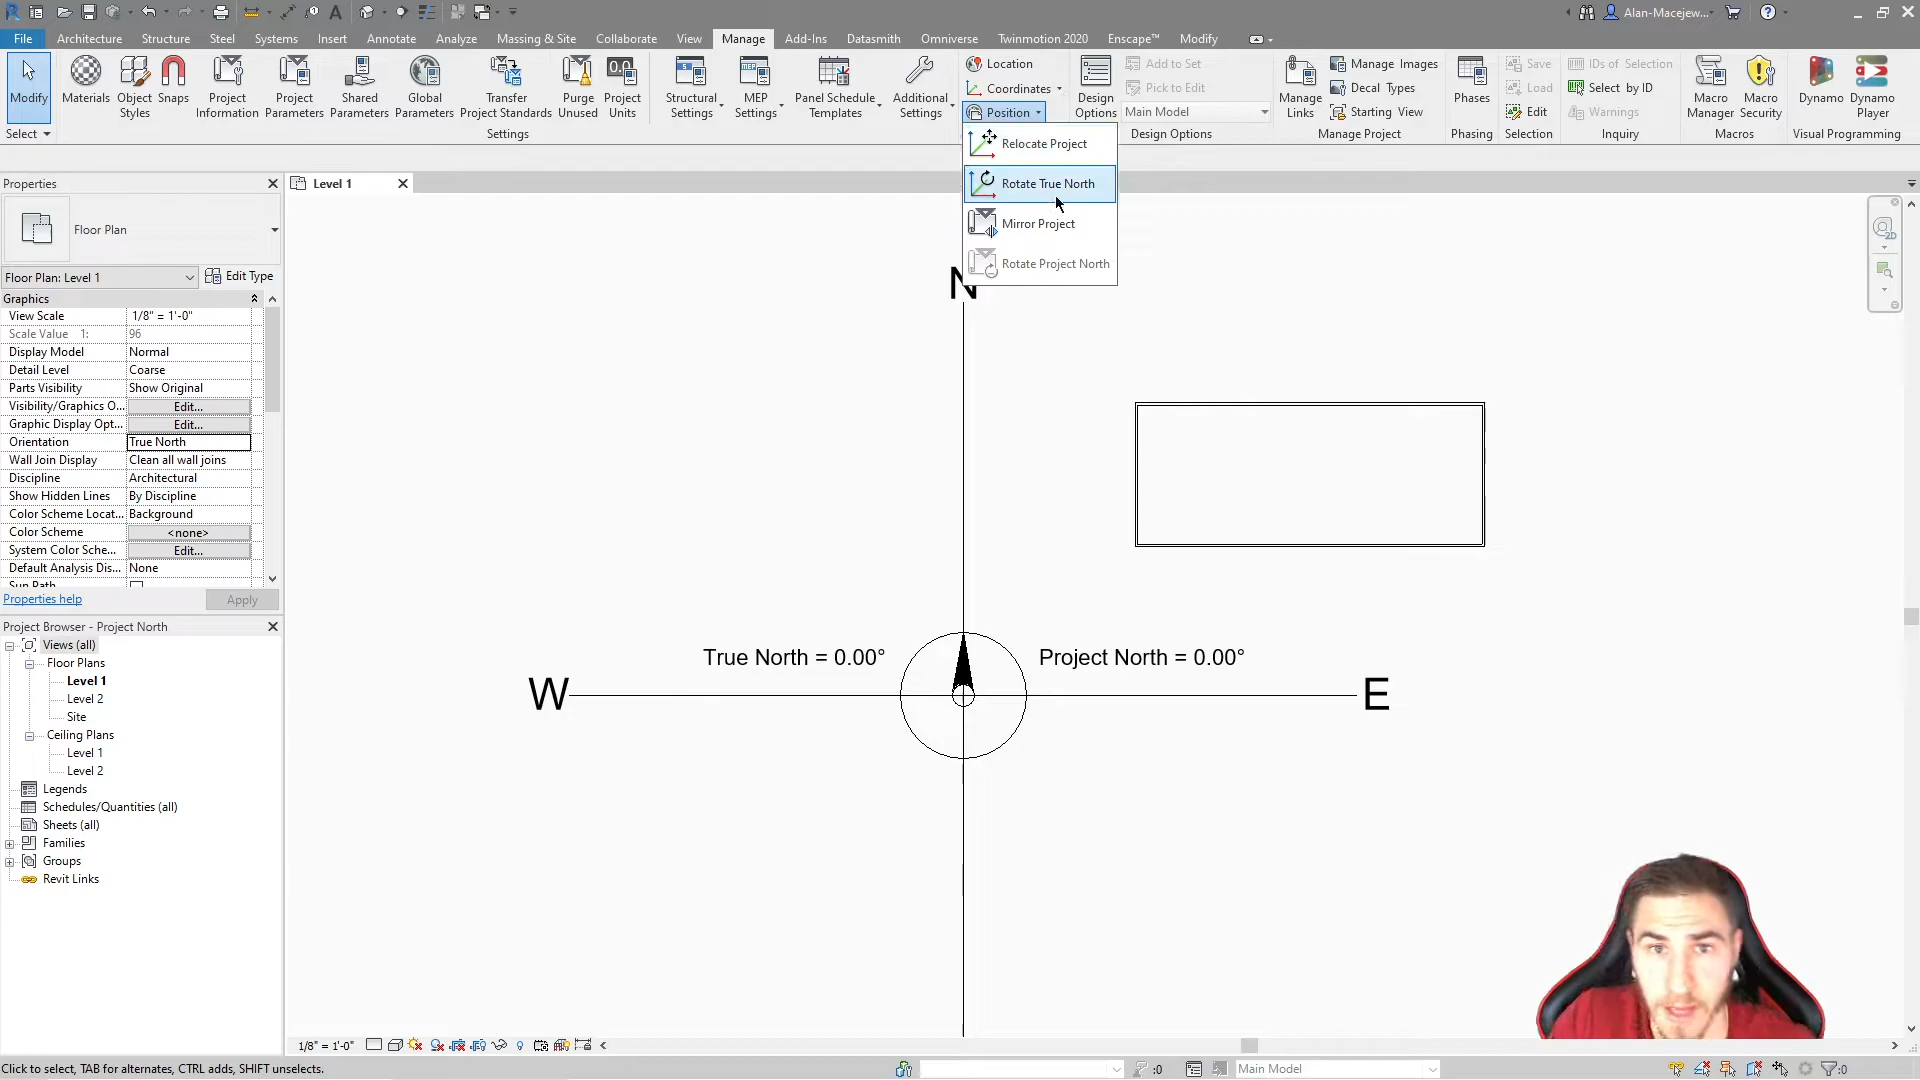 Alan-Macejew...
File Architecture Structure Steel Systems Insert Annotate Analyze Massing & Site Collaborate View Manage Add-Ins Datasmith Omniverse Twinmotion 2020 Enscape™ Modify
Modify
Materials
Object Styles
Snaps
Project Information
Project Parameters
Shared Parameters
Global Parameters
Transfer Project Standards
Purge Unused
Project Units
Structural Settings
MEP Settings
Panel Schedule Templates
Additional Settings
Location
Coordinates
Position
Design Options
Add to Set
Pick to Edit
Main Model
Manage Links
Manage Images
Decal Types
Starting View
Phases
Save
Load
Edit
IDs of Selection
Select by ID
Warnings
Macro Manager
Macro Security
Dynamo
Dynamo Player
Select
Settings
Design Options
Manage Project
Phasing
Selection
Inquiry
Macros
Visual Programming
Relocate Project
Rotate True North
Mirror Project
Rotate Project North
Properties
Level 1
Floor Plan
Floor Plan: Level 1
Edit Type
Graphics
View Scale 1/8" = 1'-0"
Scale Value 1: 96
Display Model Normal
Detail Level Coarse
Parts Visibility Show Original
Visibility/Graphics O... Edit...
Graphic Display Opt... Edit...
Orientation True North
Wall Join Display Clean all wall joins
Discipline Architectural
Show Hidden Lines By Discipline
Color Scheme Locat... Background
Color Scheme <none>
System Color Sche... Edit...
Default Analysis Dis... None
Sun Path
Properties help
Apply
Project Browser - Project North
Views (all)
Floor Plans
Level 1
Level 2
Site
Ceiling Plans
Level 1
Level 2
Legends
Schedules/Quantities (all)
Sheets (all)
Families
Groups
Revit Links
N
True North = 0.00°
Project North = 0.00°
W
E
1/8" = 1'-0"
Click to select, TAB for alternates, CTRL adds, SHIFT unselects.
:0
Main Model
:0